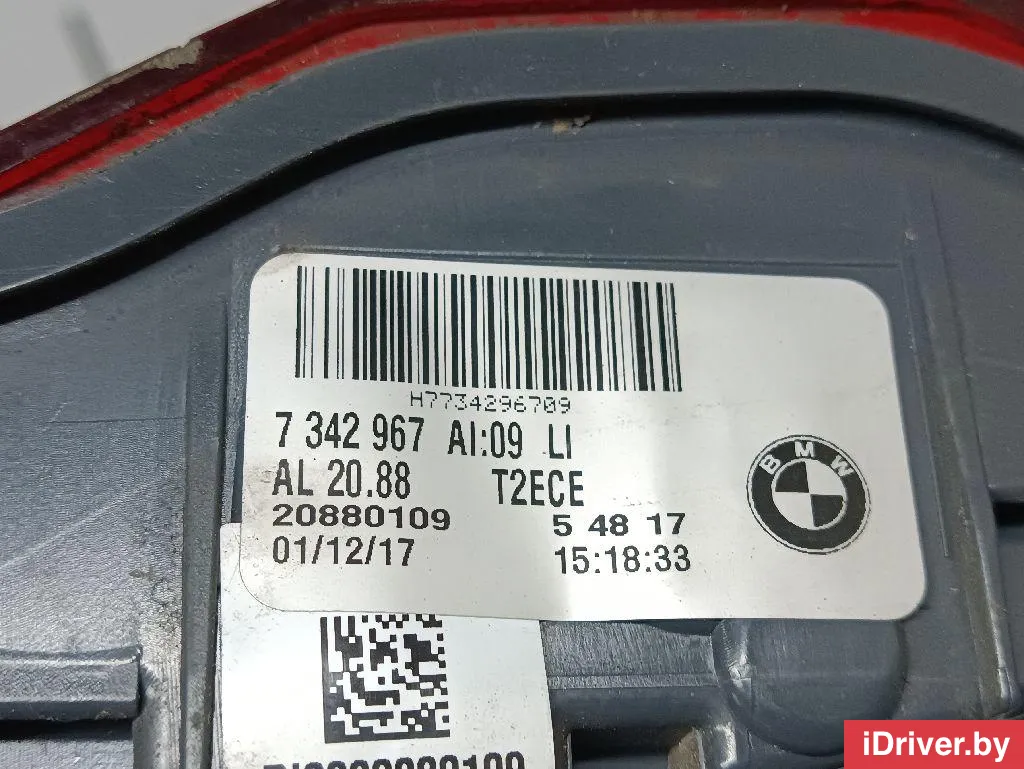 H7734296709
7 342 967 AI:09 LI
AL 20.88 T2ECE
20880109 5 48 17
01/12/17 15:18:33
BMW
iDriver.by